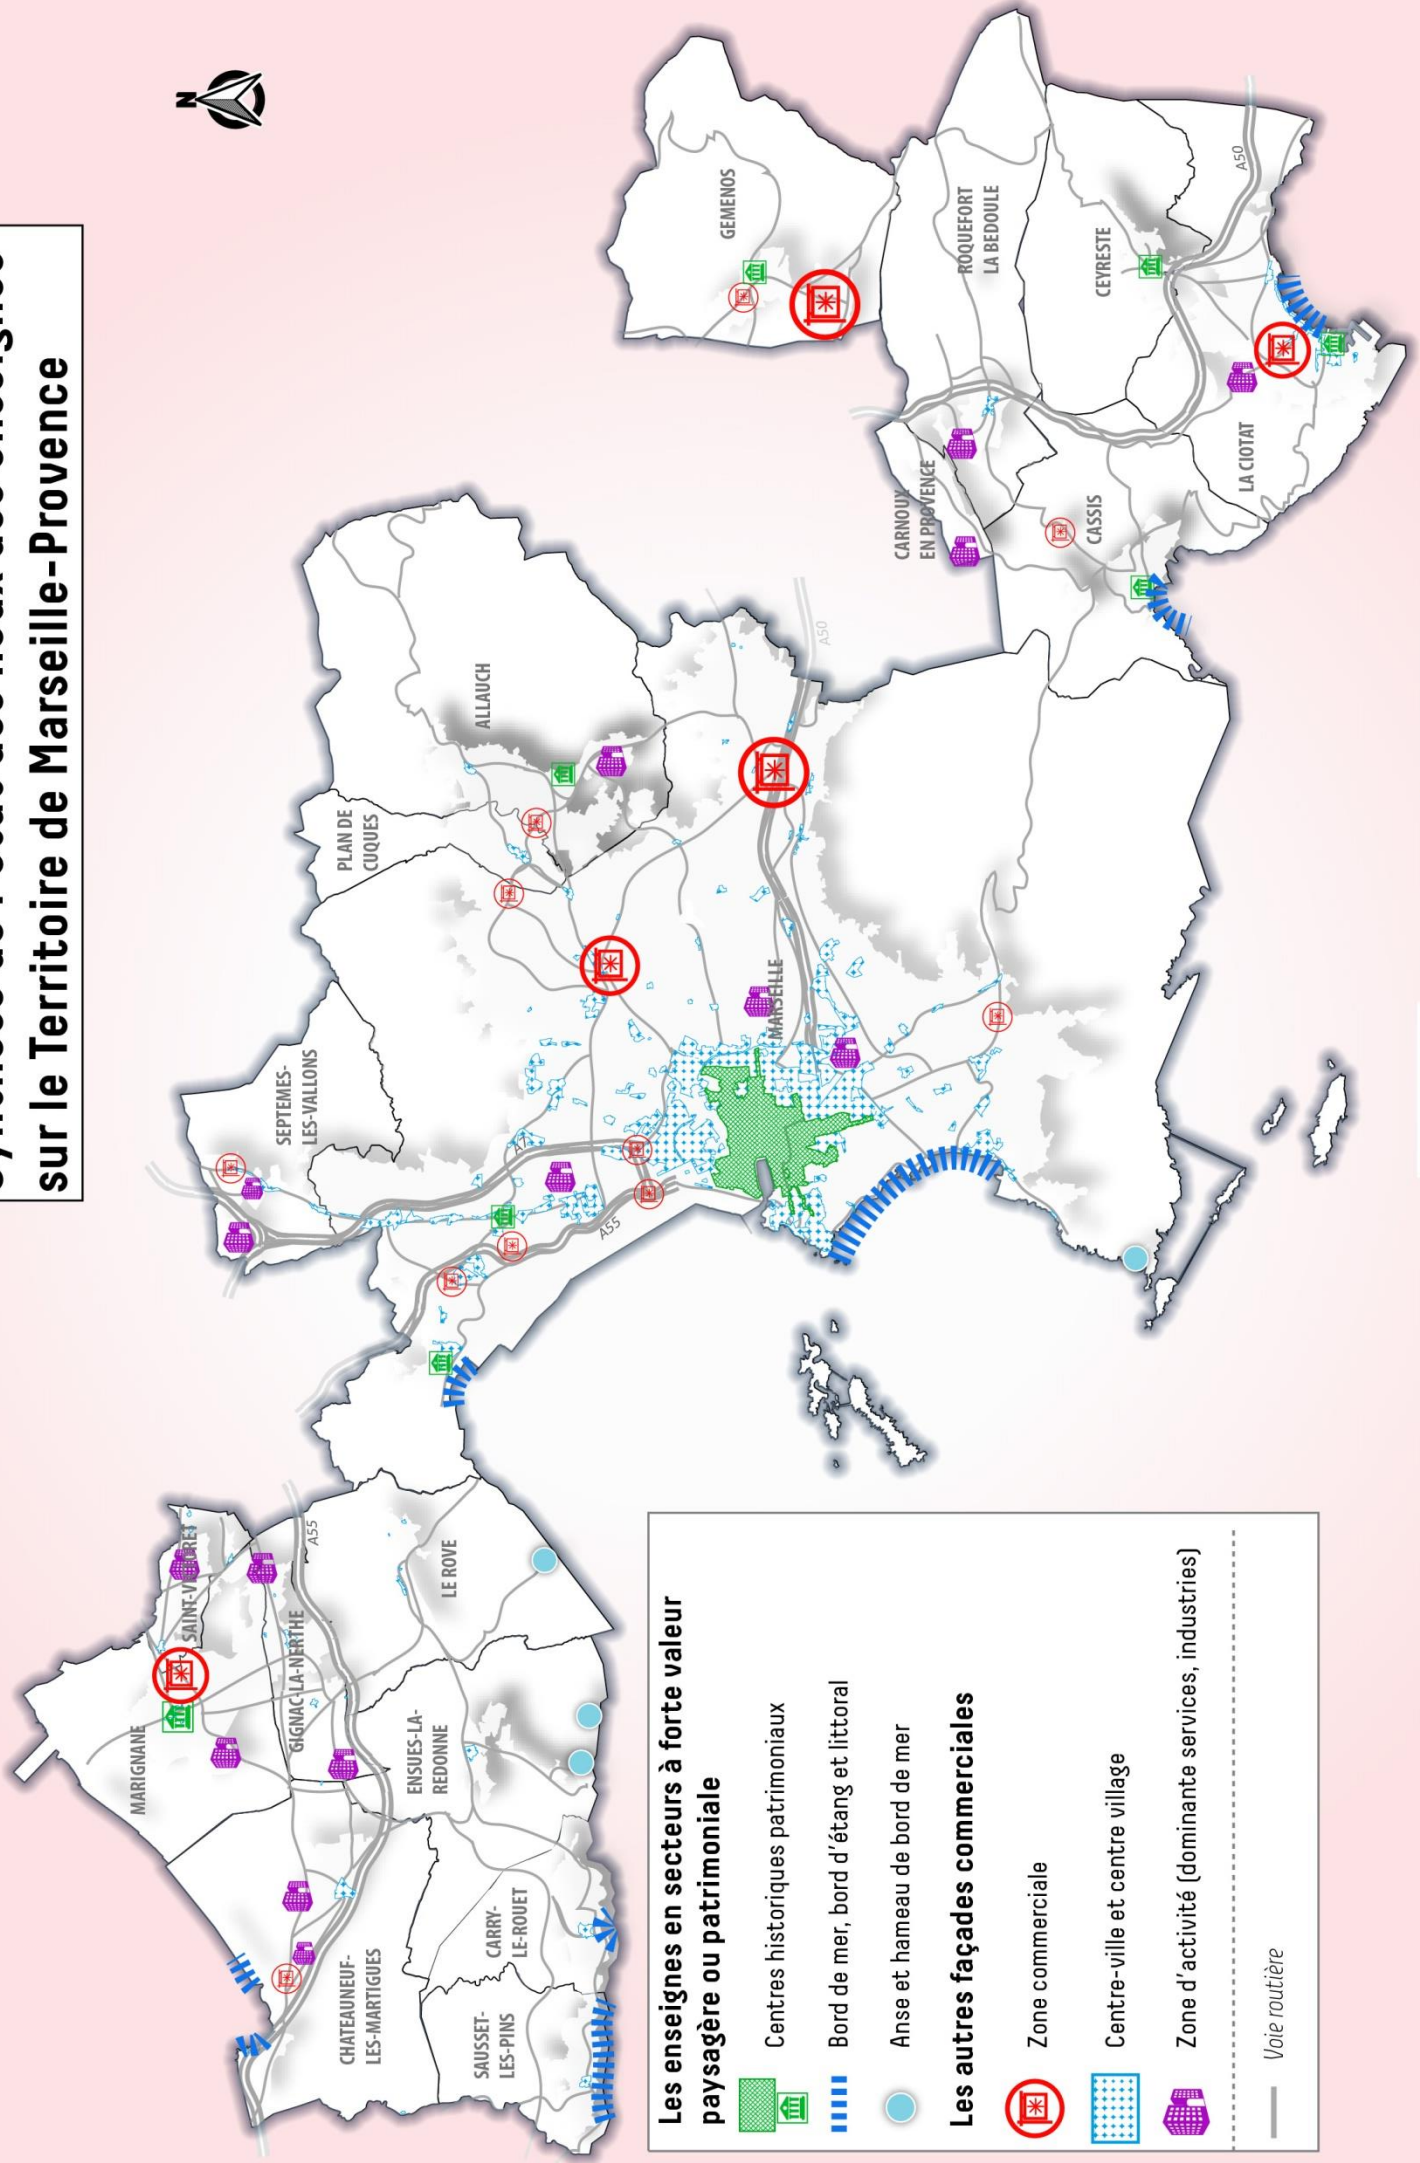 sur le Territoire de Marseille-Provence
N
MARIGNANE
SAINT-VICTORET
GIGNAC-LA-NERTHE
A55
CHATEAUNEUF-
LES-MARTIGUES
ENSUES-LA-
REDONNE
LE ROVE
SAUSSET-
LES-PINS
CARRY-
LE-ROUET
SEPTEMES-
LES-VALLONS
PLAN DE
CUQUES
ALLAUCH
A7
A55
MARSEILLE
A50
GEMENOS
CARNOUX
EN PROVENCE
ROQUEFORT
LA BEDOULE
CASSIS
CEYRESTE
LA CIOTAT
A50
Les enseignes en secteurs à forte valeur
paysagère ou patrimoniale
Centres historiques patrimoniaux
Bord de mer, bord d'étang et littoral
Anse et hameau de bord de mer
Les autres façades commerciales
Zone commerciale
Centre-ville et centre village
Zone d'activité (dominante services, industries)
Voie routière